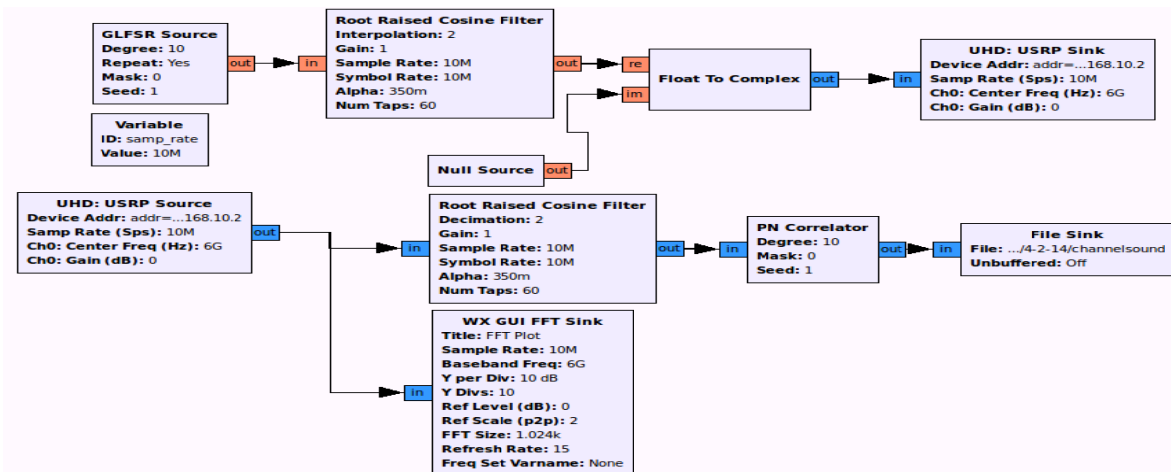 GLFSR Source
Degree: 10
Repeat: Yes
Mask: 0
Seed: 1
out
Root Raised Cosine Filter
Interpolation: 2
Gain: 1
Sample Rate: 10M
Symbol Rate: 10M
Alpha: 350m
Num Taps: 60
in
out
Float To Complex
re
im
out
UHD: USRP Sink
Device Addr: addr=...168.10.2
Samp Rate (Sps): 10M
Ch0: Center Freq (Hz): 6G
Ch0: Gain (dB): 0
in
Variable
ID: samp_rate
Value: 10M
Null Source
out
UHD: USRP Source
Device Addr: addr=...168.10.2
Samp Rate (Sps): 10M
Ch0: Center Freq (Hz): 6G
Ch0: Gain (dB): 0
out
Root Raised Cosine Filter
Decimation: 2
Gain: 1
Sample Rate: 10M
Symbol Rate: 10M
Alpha: 350m
Num Taps: 60
in
out
PN Correlator
Degree: 10
Mask: 0
Seed: 1
in
out
File Sink
File: .../4-2-14/channelsound
Unbuffered: Off
in
WX GUI FFT Sink
Title: FFT Plot
Sample Rate: 10M
Baseband Freq: 6G
Y per Div: 10 dB
Y Divs: 10
Ref Level (dB): 0
Ref Scale (p2p): 2
FFT Size: 1.024k
Refresh Rate: 15
Freq Set Varname: None
in